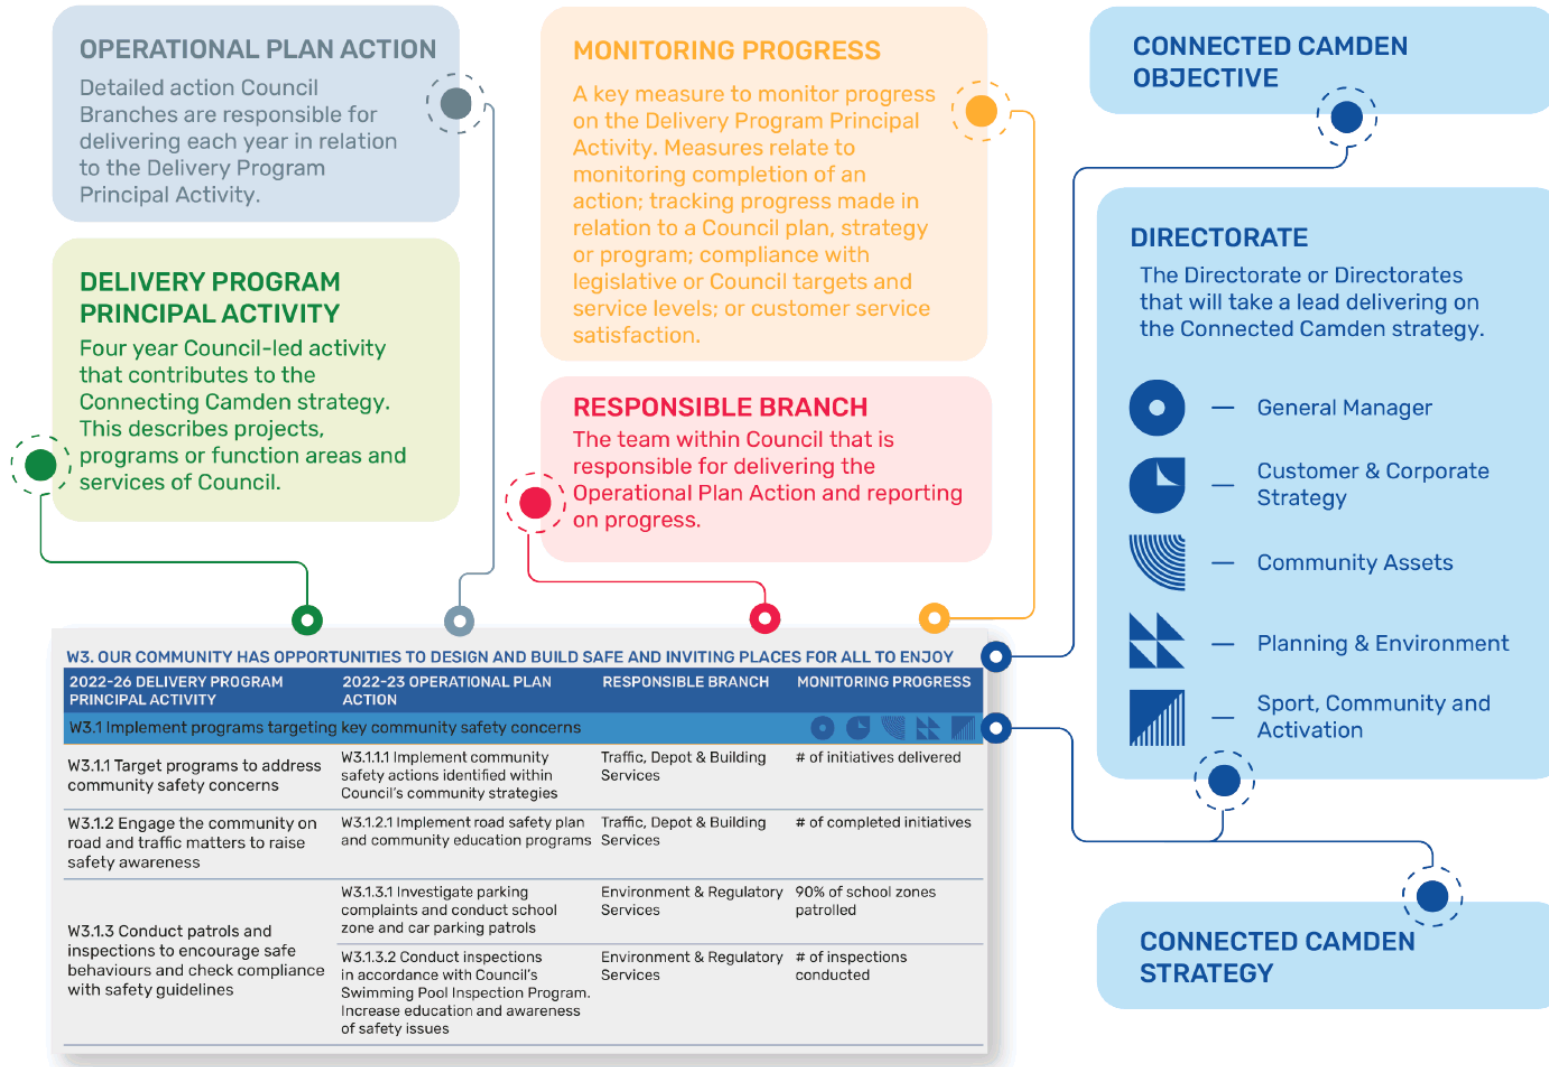 OPERATIONAL PLAN ACTION
Detailed action Council
Branches are responsible for
delivering each year in relation
to the Delivery Program
Principal Activity.
DELIVERY PROGRAM
PRINCIPAL ACTIVITY
Four year Council-led activity
that contributes to the
Connecting Camden strategy.
This describes projects,
programs or function areas and
services of Council.
MONITORING PROGRESS
A key measure to monitor progress
on the Delivery Program Principal
Activity. Measures relate to
monitoring completion of an
action; tracking progress made in
relation to a Council plan, strategy
or program; compliance with
legislative or Council targets and
service levels; or customer service
satisfaction.
RESPONSIBLE BRANCH
The team within Council that is
responsible for delivering the
Operational Plan Action and reporting
on progress.
CONNECTED CAMDEN
OBJECTIVE
DIRECTORATE
The Directorate or Directorates
that will take a lead delivering on
the Connected Camden strategy.
General Manager
Customer & Corporate
Strategy
Community Assets
Planning & Environment
Sport, Community and
Activation
CONNECTED CAMDEN
STRATEGY
W3. OUR COMMUNITY HAS OPPORTUNITIES TO DESIGN AND BUILD SAFE AND INVITING PLACES FOR ALL TO ENJOY
2022-26 DELIVERY PROGRAM
PRINCIPAL ACTIVITY
2022-23 OPERATIONAL PLAN
ACTION
RESPONSIBLE BRANCH
MONITORING PROGRESS
W3.1 Implement programs targeting key community safety concerns
W3.1.1 Target programs to address
community safety concerns
W3.1.1.1 Implement community
safety actions identified within
Council's community strategies
Traffic, Depot & Building
Services
# of initiatives delivered
W3.1.2 Engage the community on
road and traffic matters to raise
safety awareness
W3.1.2.1 Implement road safety plan
and community education programs
Traffic, Depot & Building
Services
# of completed initiatives
W3.1.3 Conduct patrols and
inspections to encourage safe
behaviours and check compliance
with safety guidelines
W3.1.3.1 Investigate parking
complaints and conduct school
zone and car parking patrols
Environment & Regulatory
Services
90% of school zones
patrolled
W3.1.3.2 Conduct inspections
in accordance with Council's
Swimming Pool Inspection Program.
Increase education and awareness
of safety issues
Environment & Regulatory
Services
# of inspections
conducted